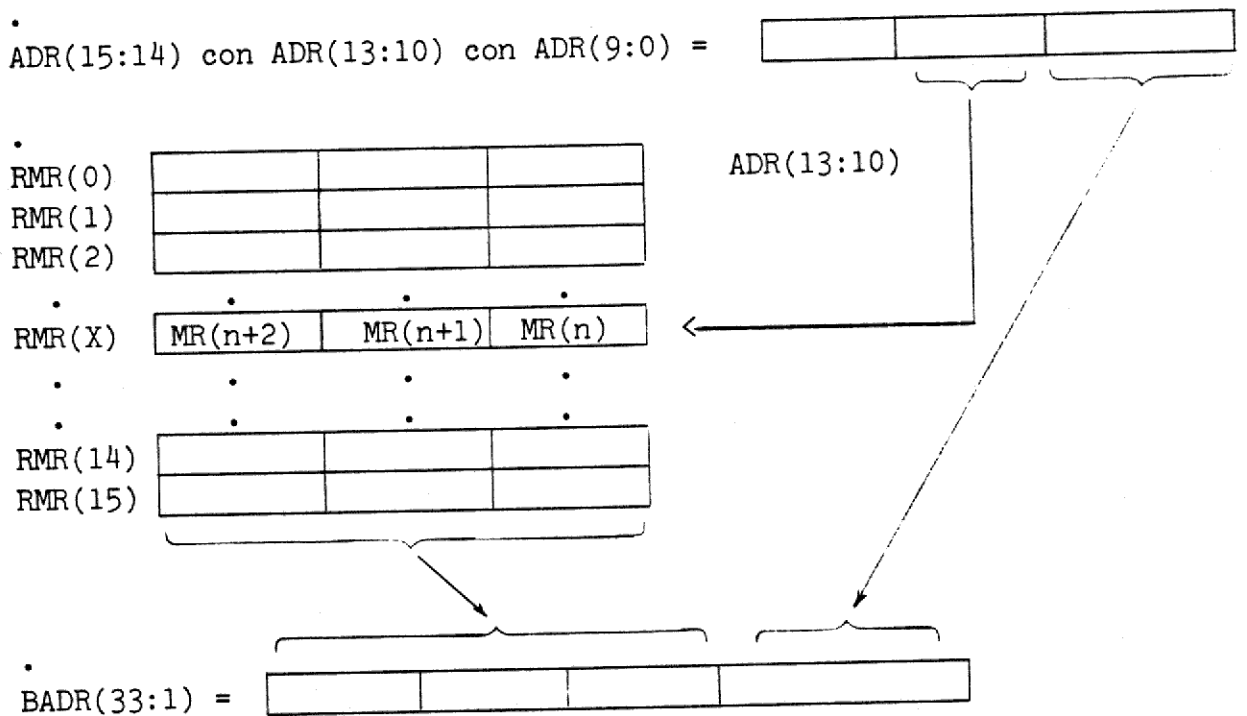 ADR(15:14) con ADR(13:10) con ADR(9:0) =
ADR(13:10)
RMR(0)
RMR(1)
RMR(2)
RMR(X) MR(n+2) MR(n+1) MR(n)
RMR(14)
RMR(15)
BADR(33:1) =